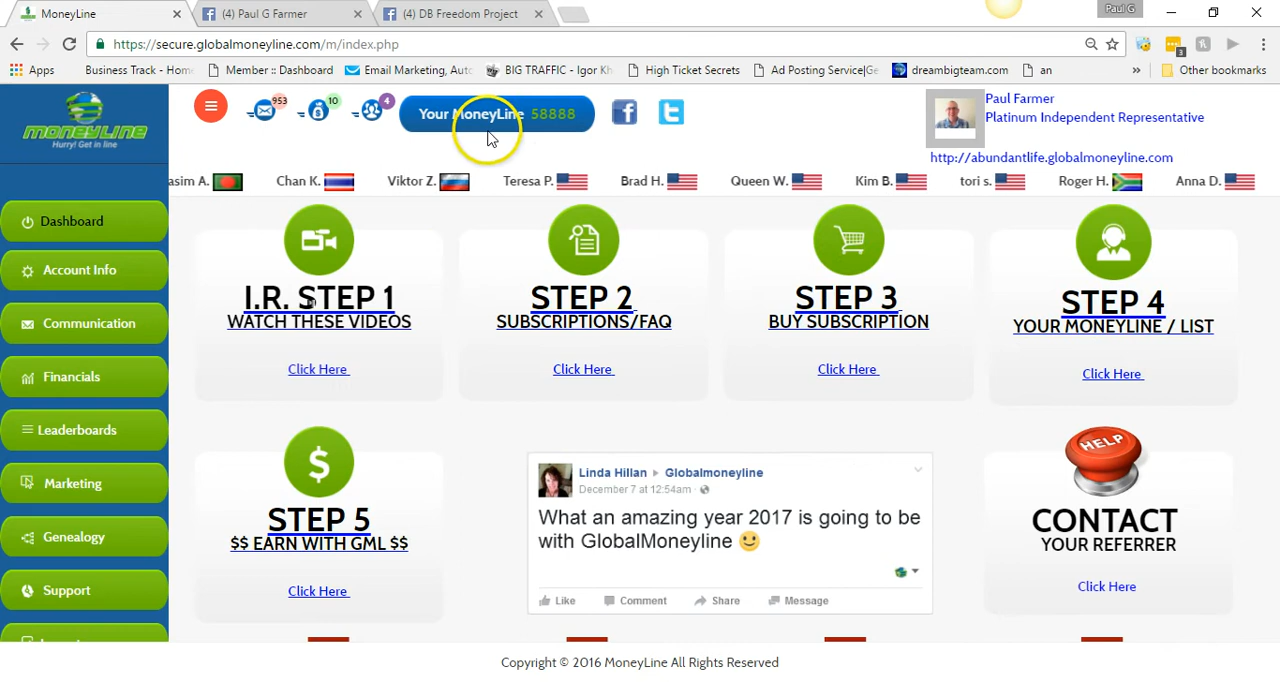 MoneyLine
(4) Paul G Farmer
(4) DB Freedom Project
Paul G
https://secure.globalmoneyline.com/m/index.php
3
Apps
Business Track - Hom
Member :: Dashboard
Email Marketing, Auto
BIG TRAFFIC - Igor Kh
High Ticket Secrets
Ad Posting Service|Ge
dreambigteam.com
an
Other bookmarks
MONEYLINE
Hurry! Get in line
953
10
4
Your MoneyLine 58888
Paul Farmer
Platinum Independent Representative
http://abundantlife.globalmoneyline.com
asim A.
Chan K.
Viktor Z.
Teresa P.
Brad H.
Queen W.
Kim B.
tori s.
Roger H.
Anna D.
Dashboard
Account Info
Communication
Financials
Leaderboards
Marketing
Genealogy
Support
I.R. STEP 1
WATCH THESE VIDEOS
Click Here
STEP 2
SUBSCRIPTIONS/FAQ
Click Here
STEP 3
BUY SUBSCRIPTION
Click Here
STEP 4
YOUR MONEYLINE / LIST
Click Here
STEP 5
$$ EARN WITH GML $$
Click Here
Linda Hillan ▸ Globalmoneyline
December 7 at 12:54am
What an amazing year 2017 is going to be
with GlobalMoneyline 🙂
Like
Comment
Share
Message
HELP
CONTACT
YOUR REFERRER
Click Here
Copyright © 2016 MoneyLine All Rights Reserved